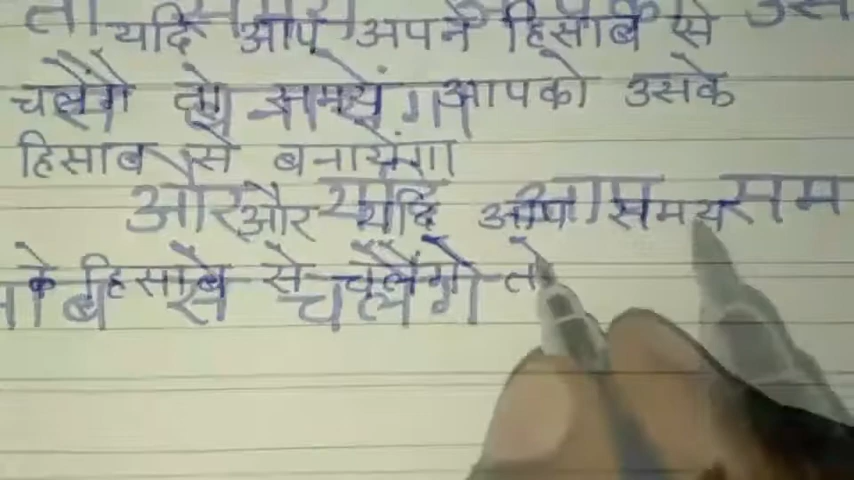 यदि आप अपने हिसाब से
चलेंगे तो समय आपको उसके
हिसाब से बनायेंगा
और यदि आप समय
के हिसाब से चलेंगे तो